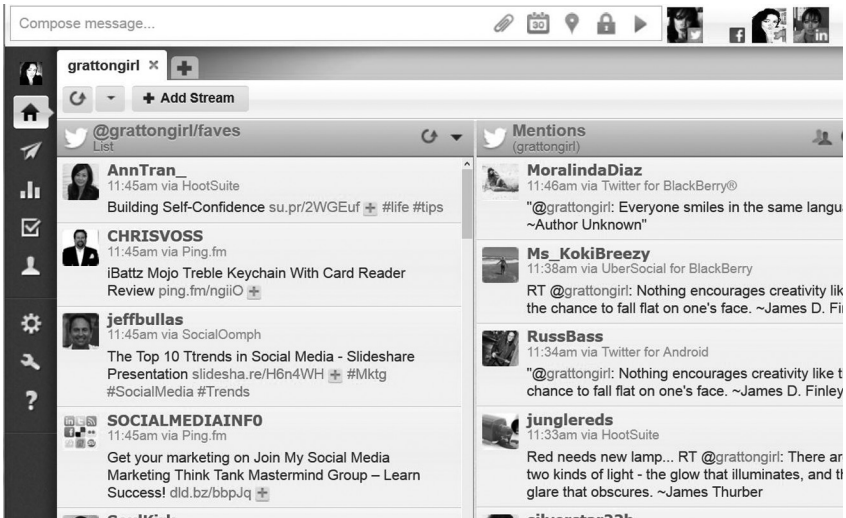 Compose message...
30
grattongirl
Add Stream
@grattongirl/faves
List
AnnTran_
11:45am via HootSuite
Building Self-Confidence su.pr/2WGEuf + #life #tips
CHRISVOSS
11:45am via Ping.fm
iBattz Mojo Treble Keychain With Card Reader
Review ping.fm/ngiiO +
jeffbullas
11:45am via SocialOomph
The Top 10 Ttrends in Social Media - Slideshare
Presentation slidesha.re/H6n4WH + #Mktg
#SocialMedia #Trends
SOCIALMEDIAINF0
11:45am via Ping.fm
Get your marketing on Join My Social Media
Marketing Think Tank Mastermind Group – Learn
Success! dld.bz/bbpJq +
Mentions
(grattongirl)
MoralindaDiaz
11:46am via Twitter for BlackBerry®
"@grattongirl: Everyone smiles in the same langua
~Author Unknown"
Ms_KokiBreezy
11:38am via UberSocial for BlackBerry
RT @grattongirl: Nothing encourages creativity lik
the chance to fall flat on one's face. ~James D. Fi
RussBass
11:34am via Twitter for Android
"@grattongirl: Nothing encourages creativity like t
chance to fall flat on one's face. ~James D. Finley
junglereds
11:33am via HootSuite
Red needs new lamp... RT @grattongirl: There are
two kinds of light - the glow that illuminates, and th
glare that obscures. ~James Thurber